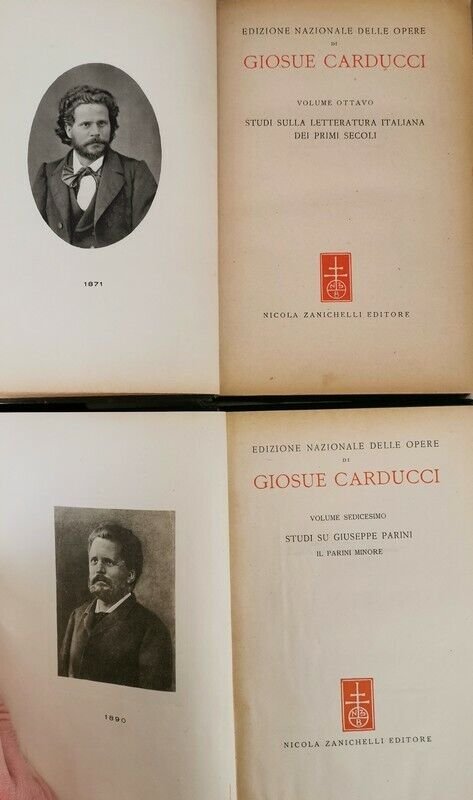 EDIZIONE NAZIONALE DELLE OPERE
DI
GIOSUE CARDUCCI
VOLUME OTTAVO
STUDI SULLA LETTERATURA ITALIANA
DEI PRIMI SECOLI
1871
NICOLA ZANICHELLI EDITORE
EDIZIONE NAZIONALE DELLE OPERE
DI
GIOSUE CARDUCCI
VOLUME SEDICESIMO
STUDI SU GIUSEPPE PARINI
IL PARINI MINORE
1890
NICOLA ZANICHELLI EDITORE